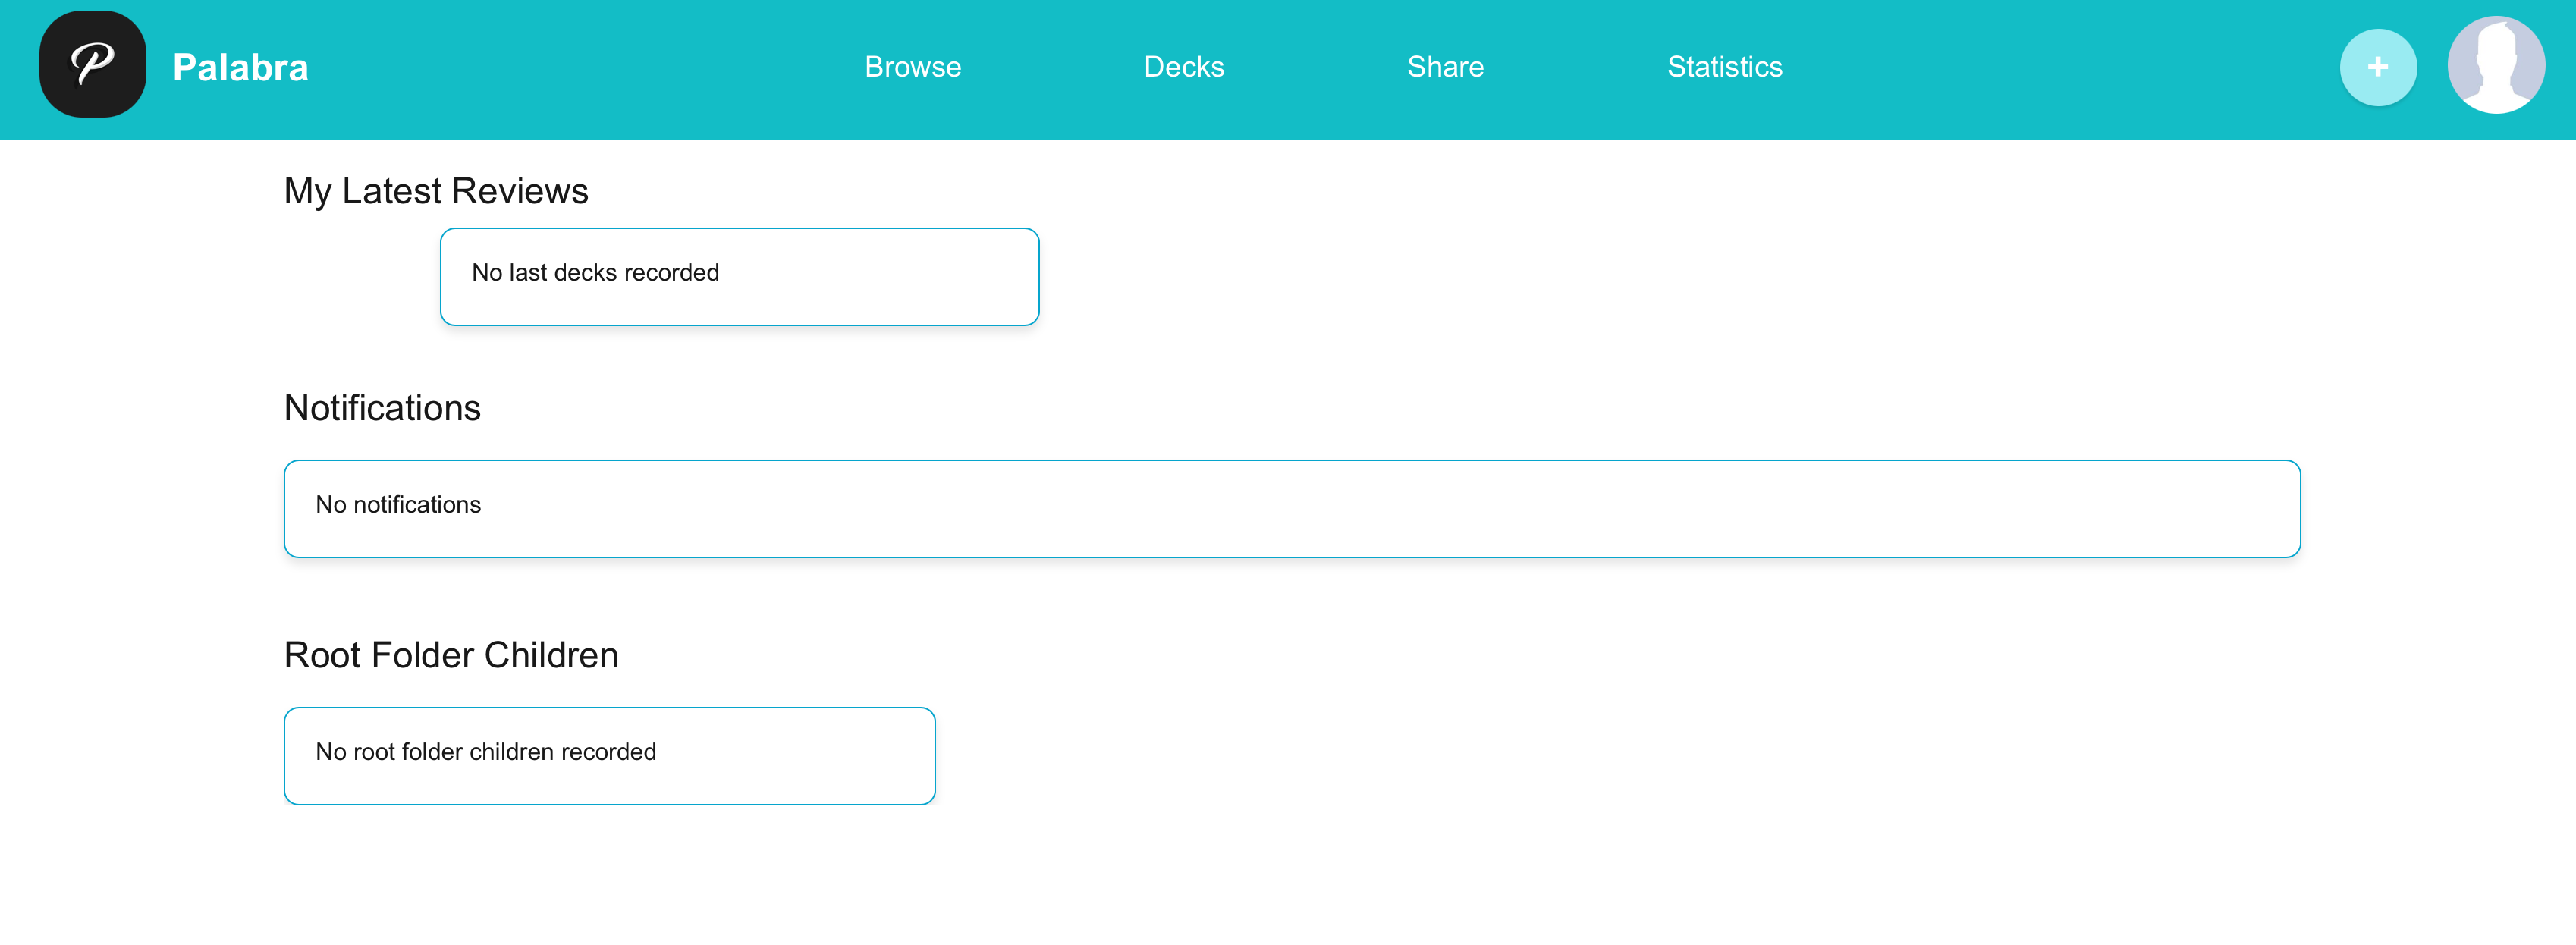 P
Palabra
Browse
Decks
Share
Statistics
+
My Latest Reviews
No last decks recorded
Notifications
No notifications
Root Folder Children
No root folder children recorded